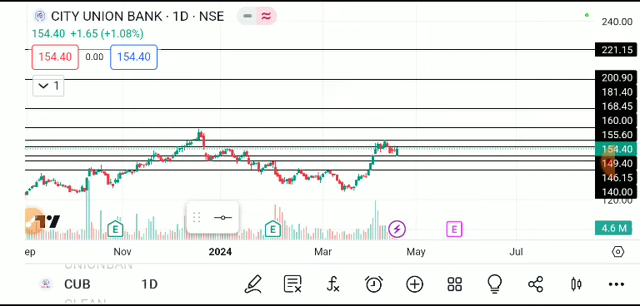 CITY UNION BANK · 1D · NSE
154.40 +1.65 (+1.08%)
154.40 0.00 154.40
1
240.00
221.15
200.90
181.40
168.45
160.00
155.60
154.40
149.40
146.15
140.00
120.00
4.6 M
E E E
ep Nov 2024 Mar May Jul
UNIONBAN
CUB 1D